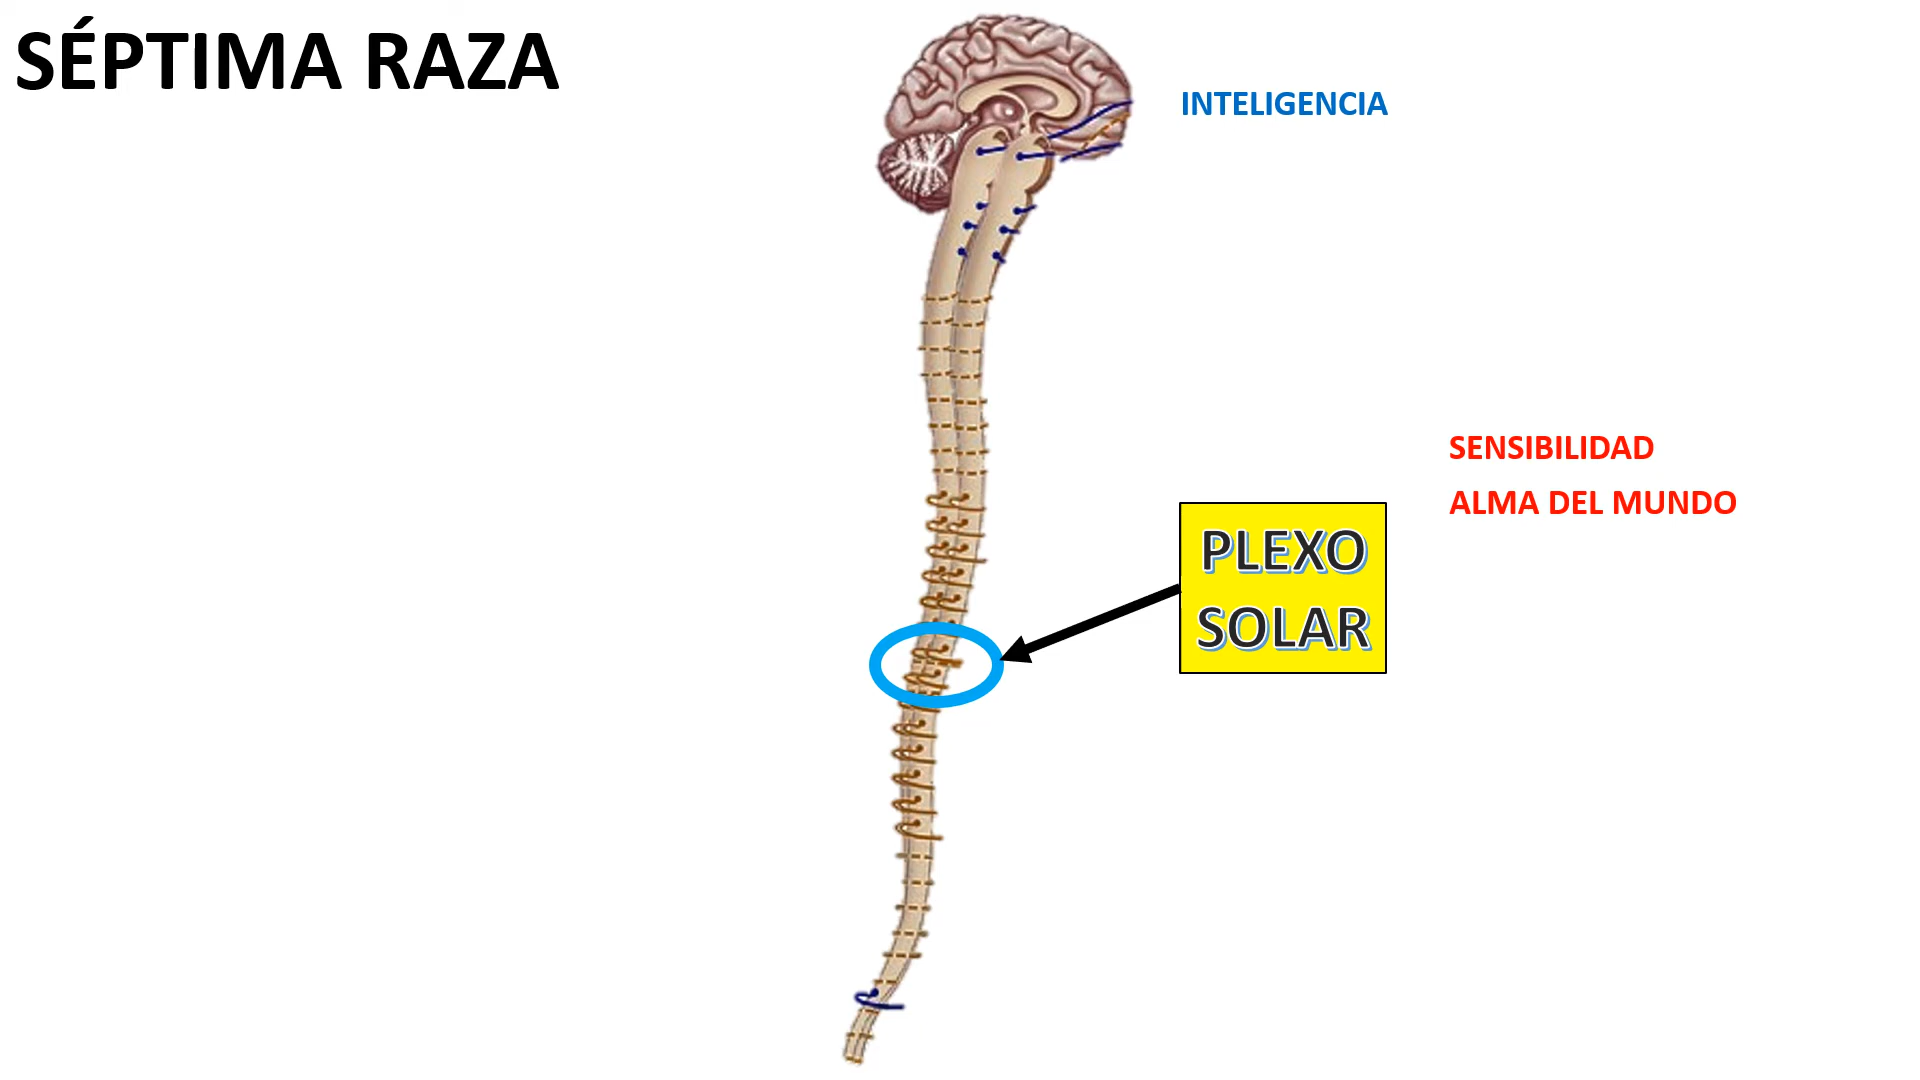 SÉPTIMA RAZA
INTELIGENCIA
SENSIBILIDAD
ALMA DEL MUNDO
PLEXO
SOLAR